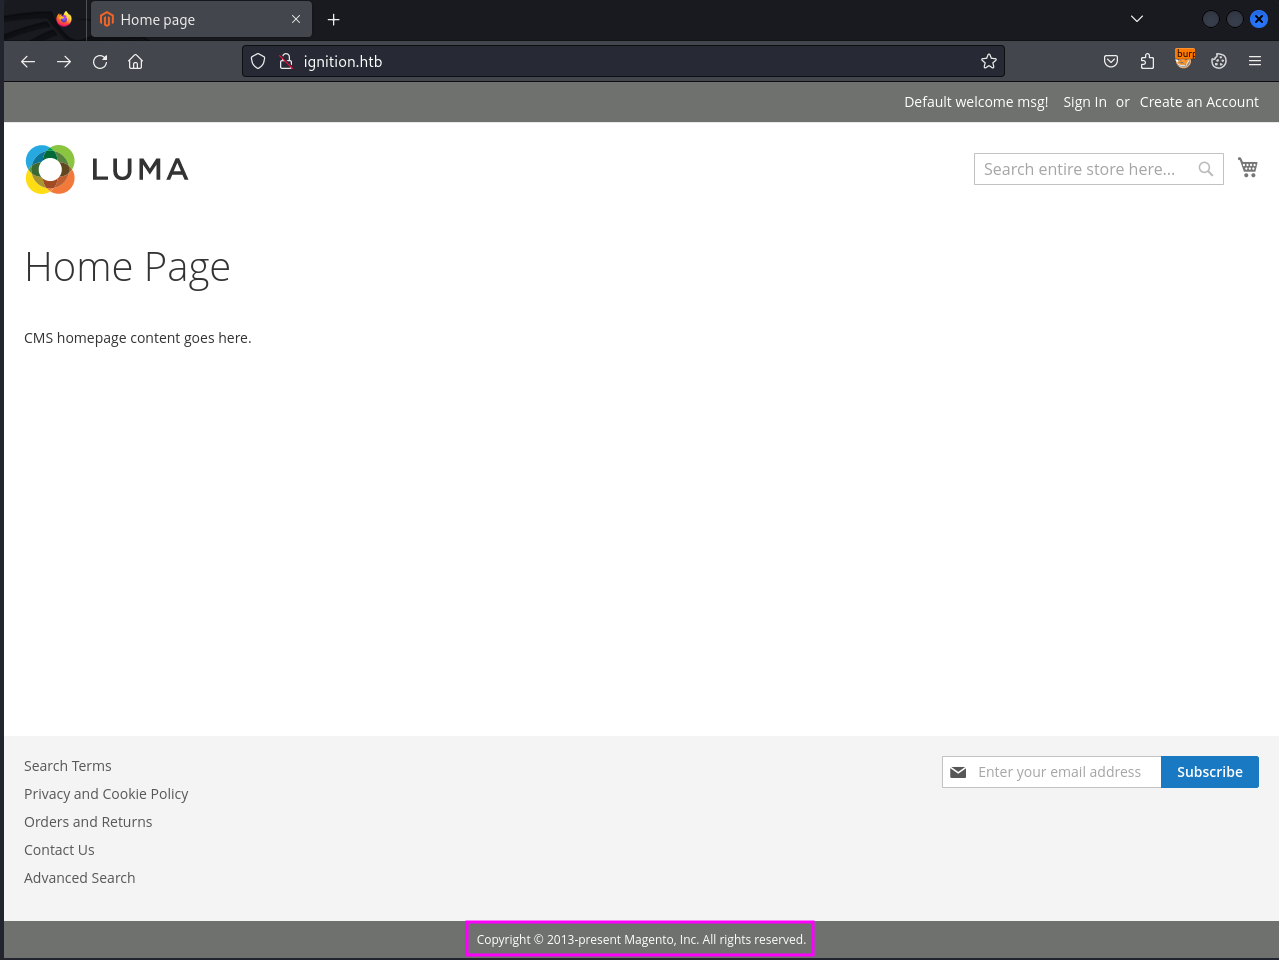 Home page
ignition.htb
burp
Default welcome msg! Sign In or Create an Account
LUMA
Search entire store here...
Home Page
CMS homepage content goes here.
Search Terms
Privacy and Cookie Policy
Orders and Returns
Contact Us
Advanced Search
Enter your email address
Subscribe
Copyright © 2013-present Magento, Inc. All rights reserved.